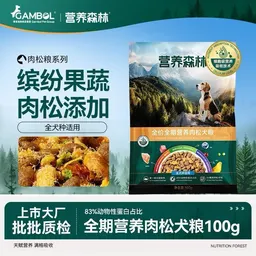 GAMBOL
营养森林
肉松粮系列
缤纷果蔬
肉松添加
全犬种适用
营养森林
全价全期营养肉松犬粮
上市大厂
批批质检
83%动物性蛋白占比
全期营养肉松犬粮100g
天赋营养 满格吸收
NUTRITION FOREST